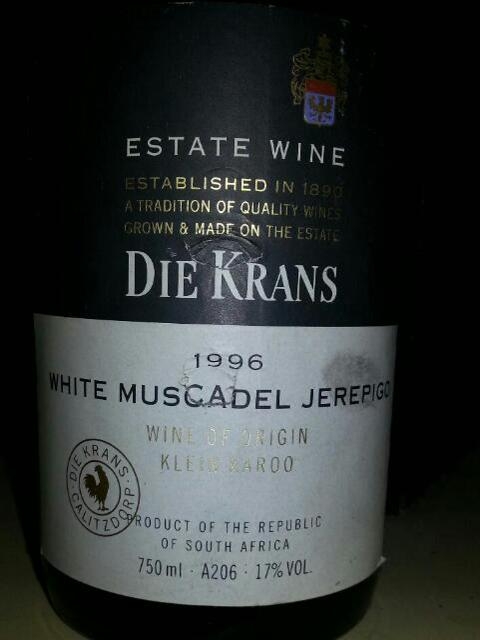 ESTATE WINE
ESTABLISHED IN 1890
A TRADITION OF QUALITY WINES
GROWN & MADE ON THE ESTATE
DIE KRANS
1996
WHITE MUSCADEL JEREPIGO
WINE OF ORIGIN
KLEIN KAROO
DIE KRANS · CALITZDORP
PRODUCT OF THE REPUBLIC
OF SOUTH AFRICA
750 ml · A206 · 17% VOL.